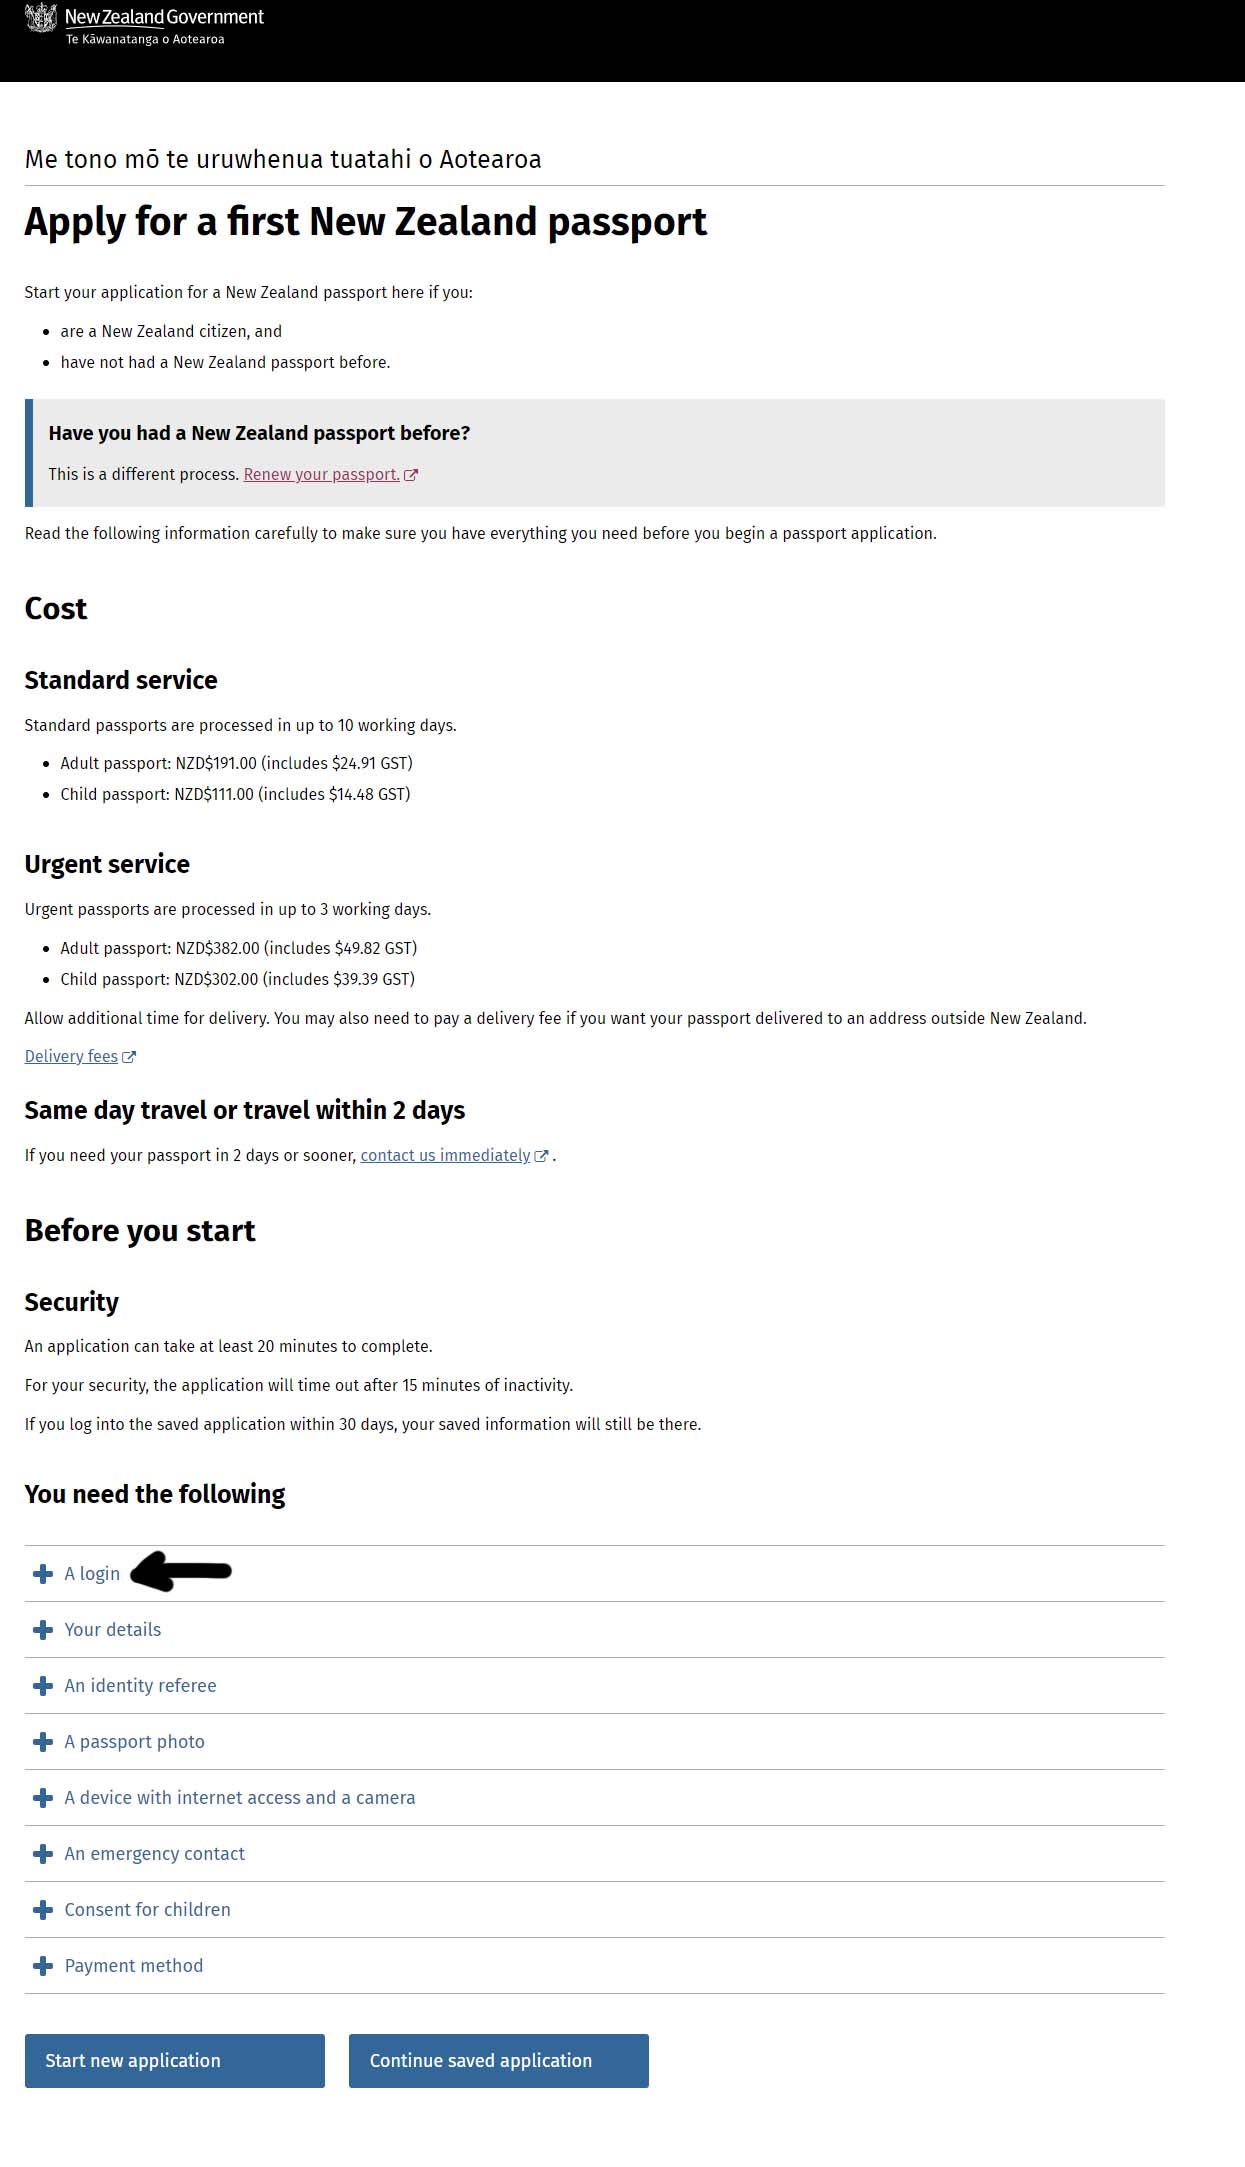 New Zealand Government
Te Kāwanatanga o Aotearoa
Me tono mō te uruwhenua tuatahi o Aotearoa
Apply for a first New Zealand passport
Start your application for a New Zealand passport here if you:
are a New Zealand citizen, and
have not had a New Zealand passport before.
Have you had a New Zealand passport before?
This is a different process. Renew your passport.
Read the following information carefully to make sure you have everything you need before you begin a passport application.
Cost
Standard service
Standard passports are processed in up to 10 working days.
Adult passport: NZD$191.00 (includes $24.91 GST)
Child passport: NZD$111.00 (includes $14.48 GST)
Urgent service
Urgent passports are processed in up to 3 working days.
Adult passport: NZD$382.00 (includes $49.82 GST)
Child passport: NZD$302.00 (includes $39.39 GST)
Allow additional time for delivery. You may also need to pay a delivery fee if you want your passport delivered to an address outside New Zealand.
Delivery fees
Same day travel or travel within 2 days
If you need your passport in 2 days or sooner, contact us immediately .
Before you start
Security
An application can take at least 20 minutes to complete.
For your security, the application will time out after 15 minutes of inactivity.
If you log into the saved application within 30 days, your saved information will still be there.
You need the following
A login
Your details
An identity referee
A passport photo
A device with internet access and a camera
An emergency contact
Consent for children
Payment method
Start new application
Continue saved application